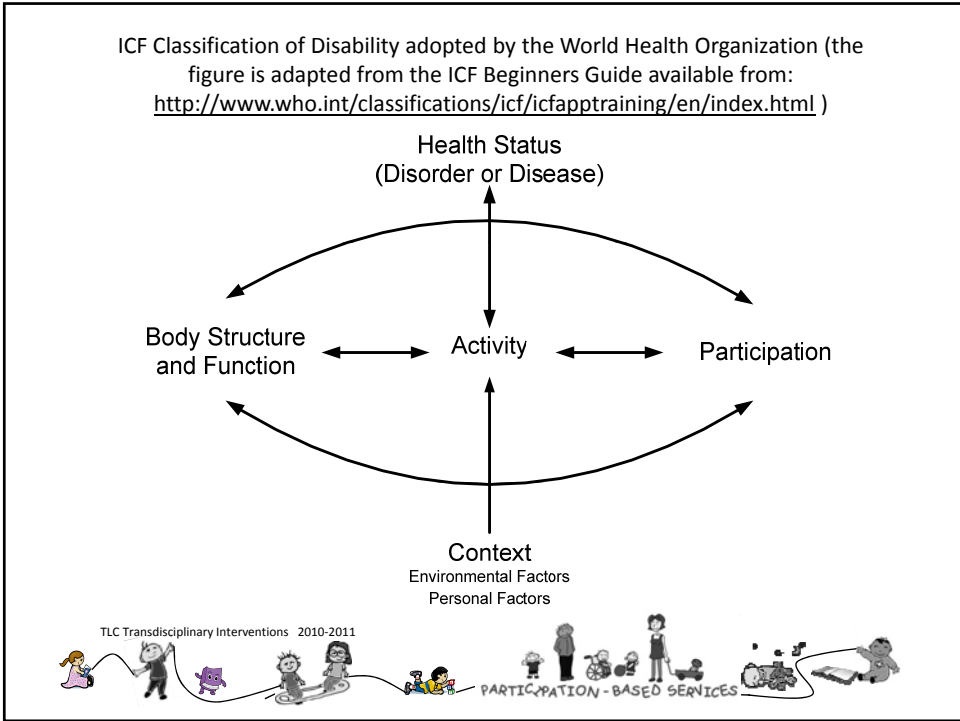 ICF Classification of Disability adopted by the World Health Organization (the
figure is adapted from the ICF Beginners Guide available from:
http://www.who.int/classifications/icf/icfapptraining/en/index.html )
Health Status
(Disorder or Disease)
Body Structure
and Function
Activity
Participation
Context
Environmental Factors
Personal Factors
TLC Transdisciplinary Interventions 2010-2011
PARTICIPATION-BASED SERVICES